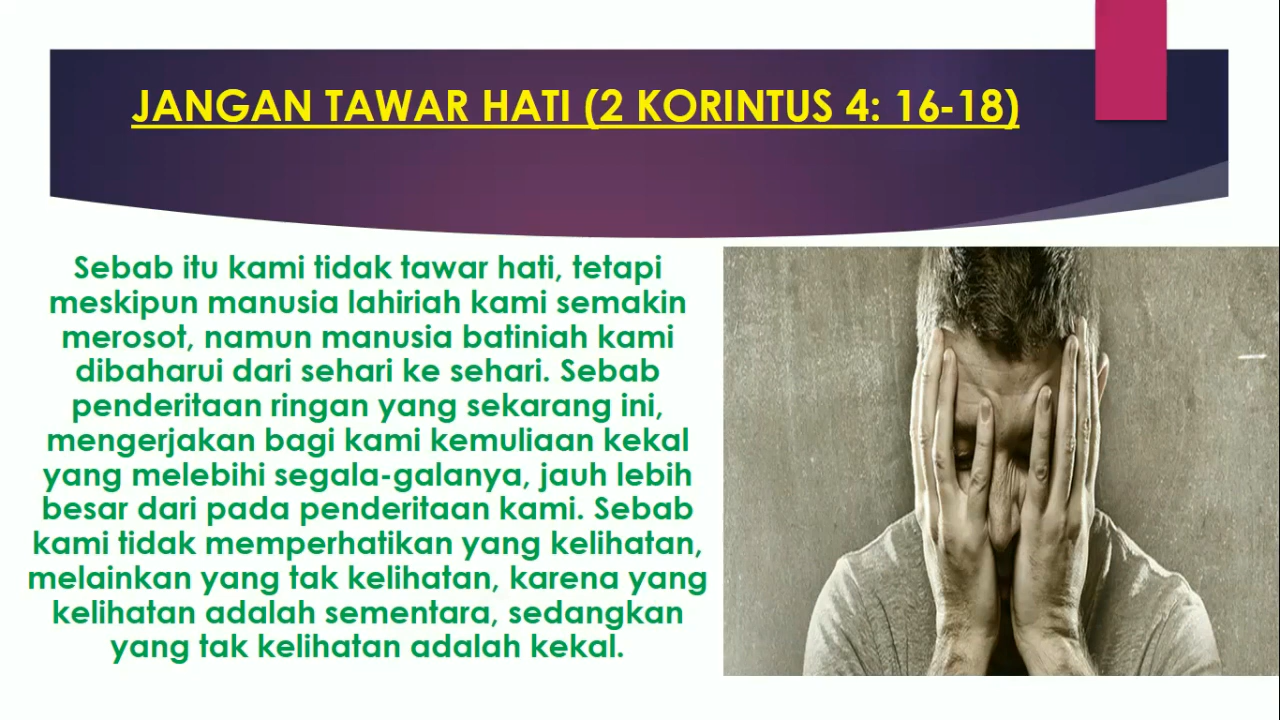 JANGAN TAWAR HATI (2 KORINTUS 4: 16-18)
Sebab itu kami tidak tawar hati, tetapi
meskipun manusia lahiriah kami semakin
merosot, namun manusia batiniah kami
dibaharui dari sehari ke sehari. Sebab
penderitaan ringan yang sekarang ini,
mengerjakan bagi kami kemuliaan kekal
yang melebihi segala-galanya, jauh lebih
besar dari pada penderitaan kami. Sebab
kami tidak memperhatikan yang kelihatan,
melainkan yang tak kelihatan, karena yang
kelihatan adalah sementara, sedangkan
yang tak kelihatan adalah kekal.